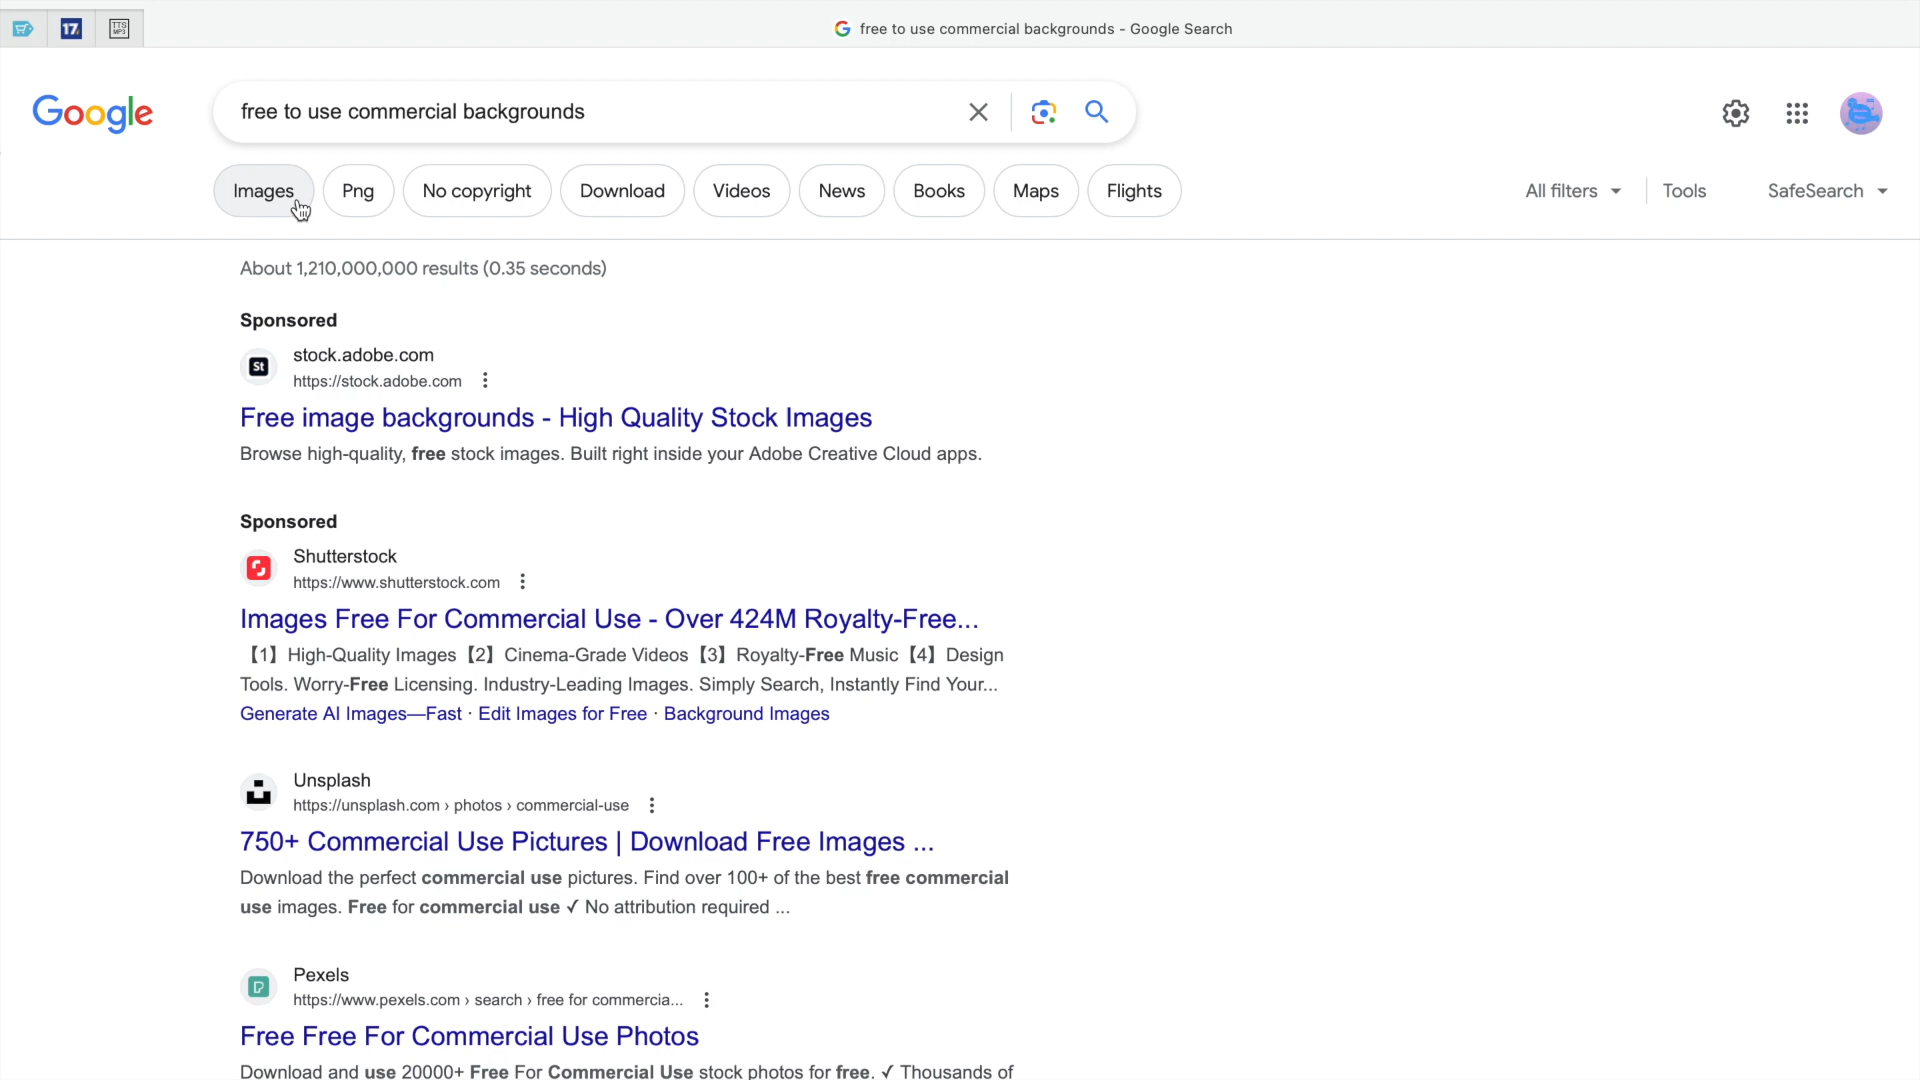 17
TTS
MP3
free to use commercial backgrounds - Google Search
Google
free to use commercial backgrounds
Images
Png
No copyright
Download
Videos
News
Books
Maps
Flights
All filters
Tools
SafeSearch
About 1,210,000,000 results (0.35 seconds)
Sponsored
St
stock.adobe.com
https://stock.adobe.com
Free image backgrounds - High Quality Stock Images
Browse high-quality, free stock images. Built right inside your Adobe Creative Cloud apps.
Sponsored
Shutterstock
https://www.shutterstock.com
Images Free For Commercial Use - Over 424M Royalty-Free...
【1】High-Quality Images【2】Cinema-Grade Videos【3】Royalty-Free Music【4】Design
Tools. Worry-Free Licensing. Industry-Leading Images. Simply Search, Instantly Find Your...
Generate AI Images—Fast · Edit Images for Free · Background Images
Unsplash
https://unsplash.com › photos › commercial-use
750+ Commercial Use Pictures | Download Free Images ...
Download the perfect commercial use pictures. Find over 100+ of the best free commercial
use images. Free for commercial use ✓ No attribution required ...
Pexels
https://www.pexels.com › search › free for commercia...
Free Free For Commercial Use Photos
Download and use 20000+ Free For Commercial Use stock photos for free. ✓ Thousands of